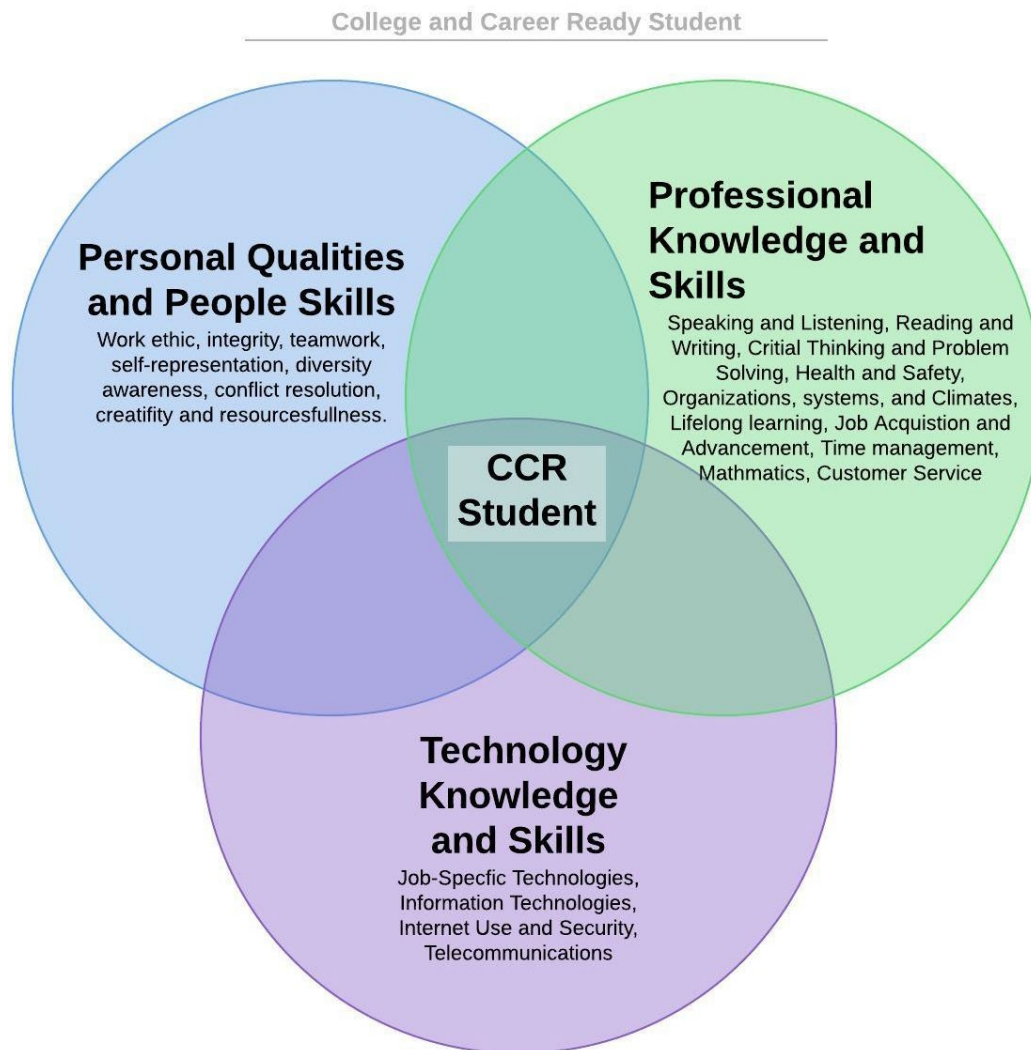 College and Career Ready Student
Personal Qualities
and People Skills
Work ethic, integrity, teamwork,
self-representation, diversity
awareness, conflict resolution,
creatifity and resourcesfullness.
Professional
Knowledge and
Skills
Speaking and Listening, Reading and
Writing, Critial Thinking and Problem
Solving, Health and Safety,
Organizations, systems, and Climates,
Lifelong learning, Job Acquistion and
Advancement, Time management,
Mathmatics, Customer Service
CCR
Student
Technology
Knowledge
and Skills
Job-Specfic Technologies,
Information Technologies,
Internet Use and Security,
Telecommunications